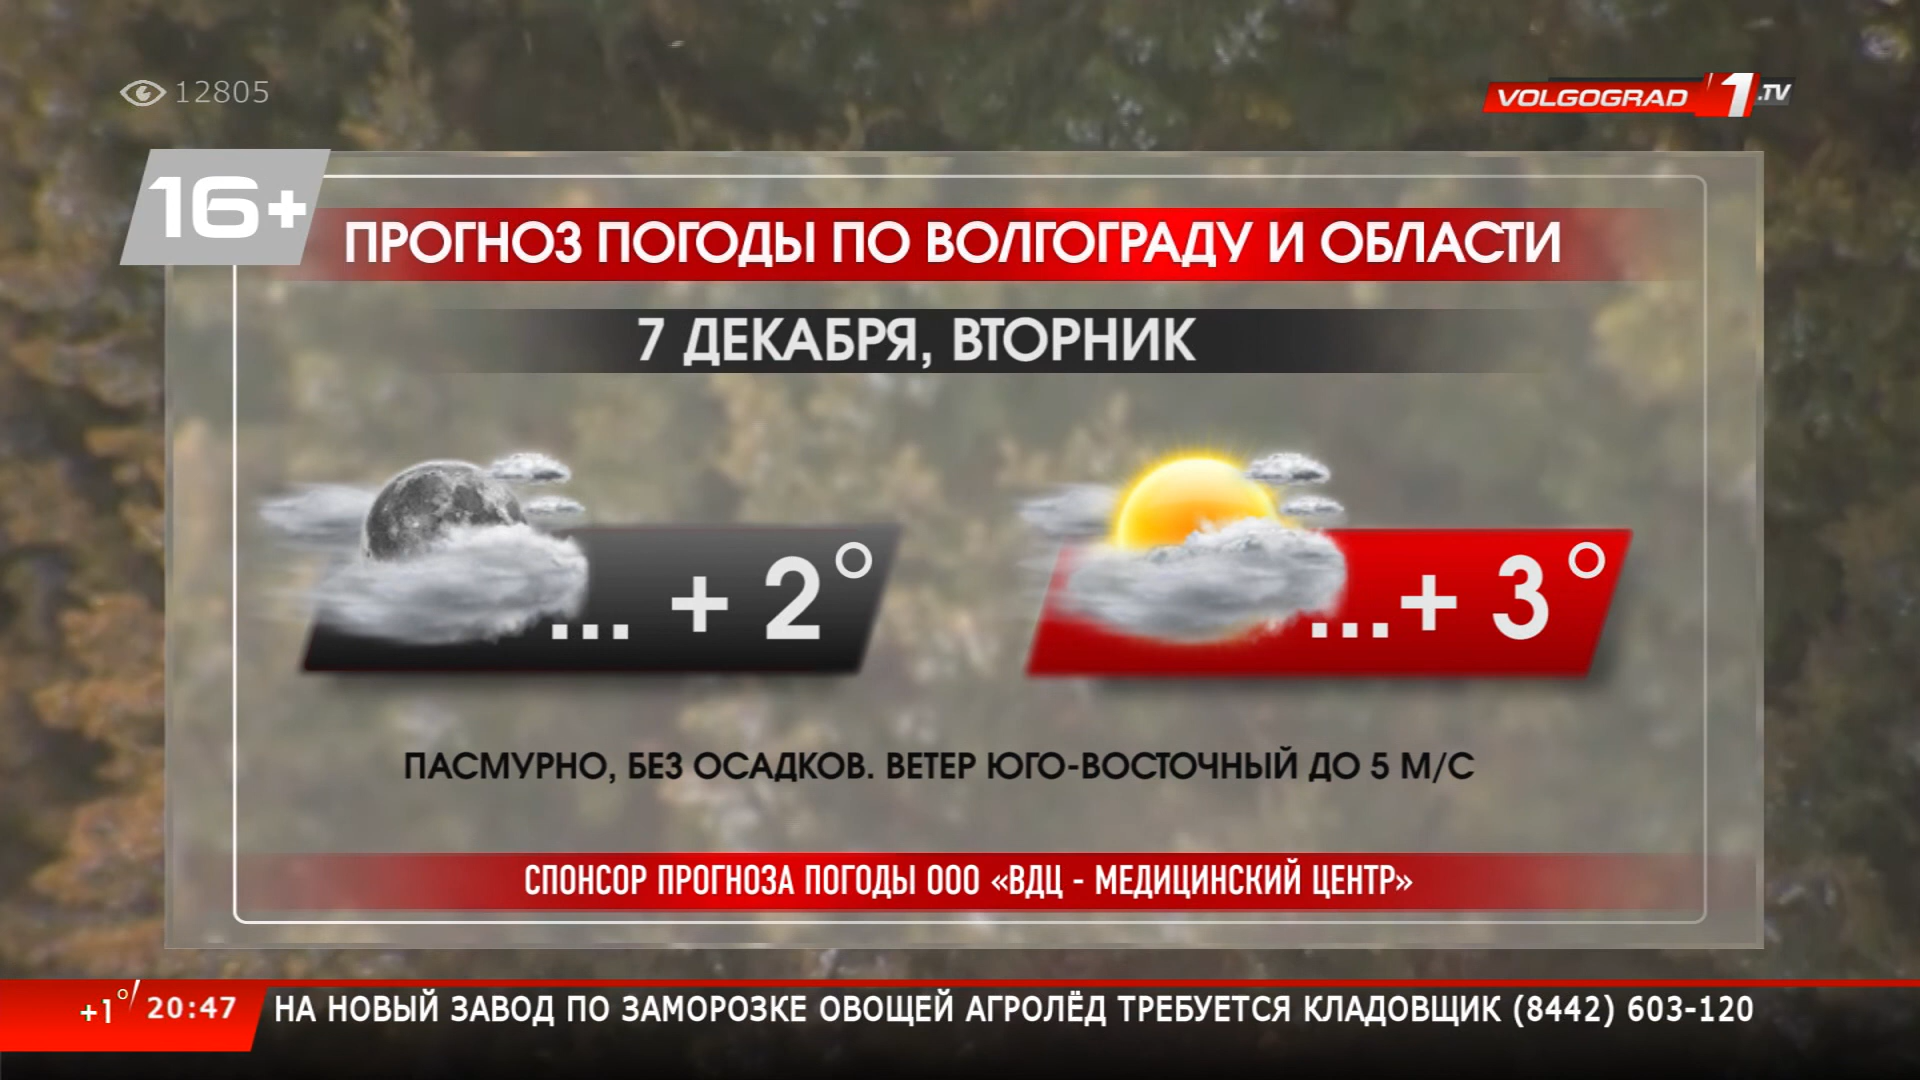 12805
VOLGOGRAD 1.TV
16+
ПРОГНОЗ ПОГОДЫ ПО ВОЛГОГРАДУ И ОБЛАСТИ
7 ДЕКАБРЯ, ВТОРНИК
... + 2°
...+ 3°
ПАСМУРНО, БЕЗ ОСАДКОВ. ВЕТЕР ЮГО-ВОСТОЧНЫЙ ДО 5 М/С
СПОНСОР ПРОГНОЗА ПОГОДЫ ООО «ВДЦ - МЕДИЦИНСКИЙ ЦЕНТР»
+1° 20:47 НА НОВЫЙ ЗАВОД ПО ЗАМОРОЗКЕ ОВОЩЕЙ АГРОЛЁД ТРЕБУЕТСЯ КЛАДОВЩИК (8442) 603-120